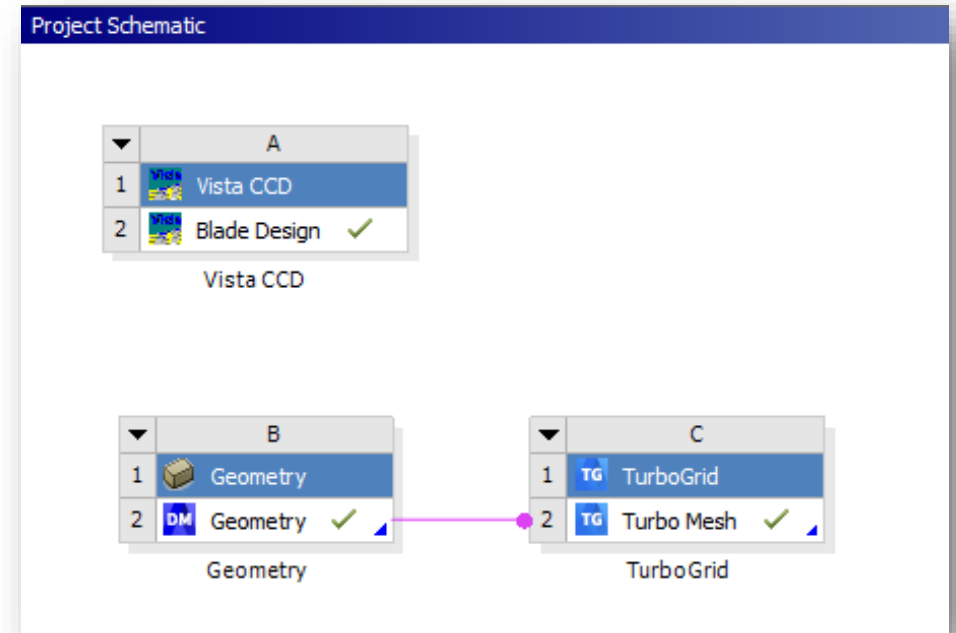 Project Schematic
A
1 Vista CCD
2 Blade Design
Vista CCD
B
1 Geometry
2 DM Geometry
Geometry
C
1 TG TurboGrid
2 TG Turbo Mesh
TurboGrid